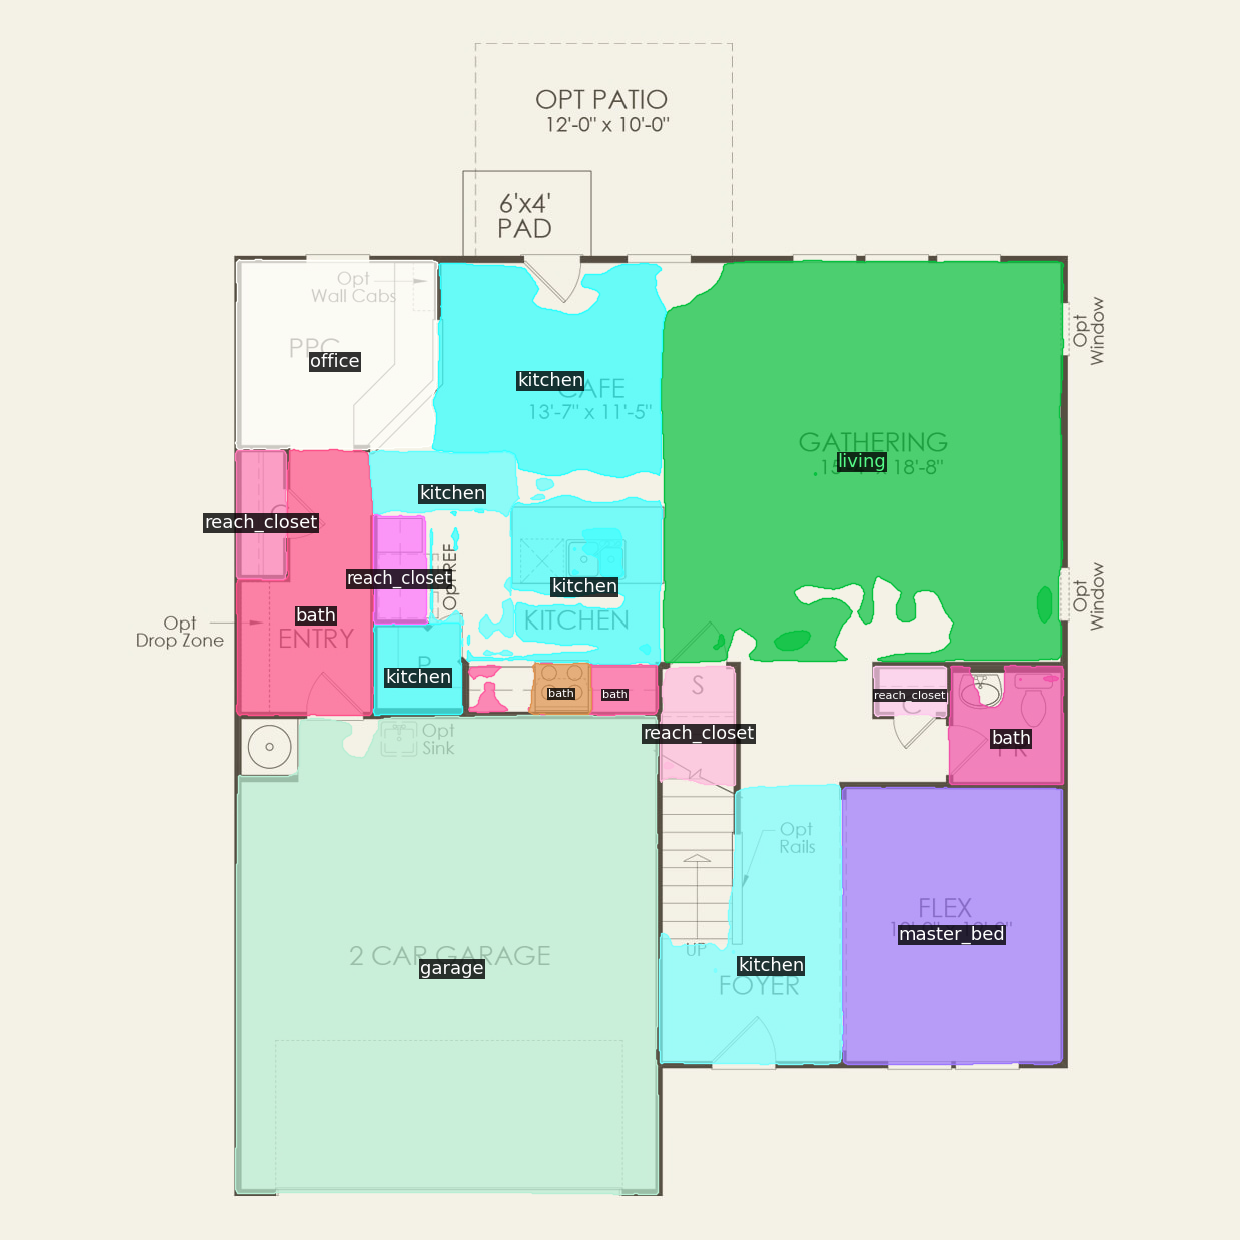 OPT PATIO
12'-0" x 10'-0"
6'x4'
PAD
Opt
Wall Cabs
Opt
Window
office
kitchen
CAFE
13'-7" x 11'-5"
GATHERING
living
18'-8"
kitchen
reach_closet
reach_closet
Opt REF
kitchen
KITCHEN
Opt
Window
Opt
Drop Zone
bath
ENTRY
P
kitchen
bath
bath
S
reach_closet
C
reach_closet
bath
Opt
Sink
Opt
Rails
FLEX
master_bed
UP
2 CAR GARAGE
garage
kitchen
FOYER